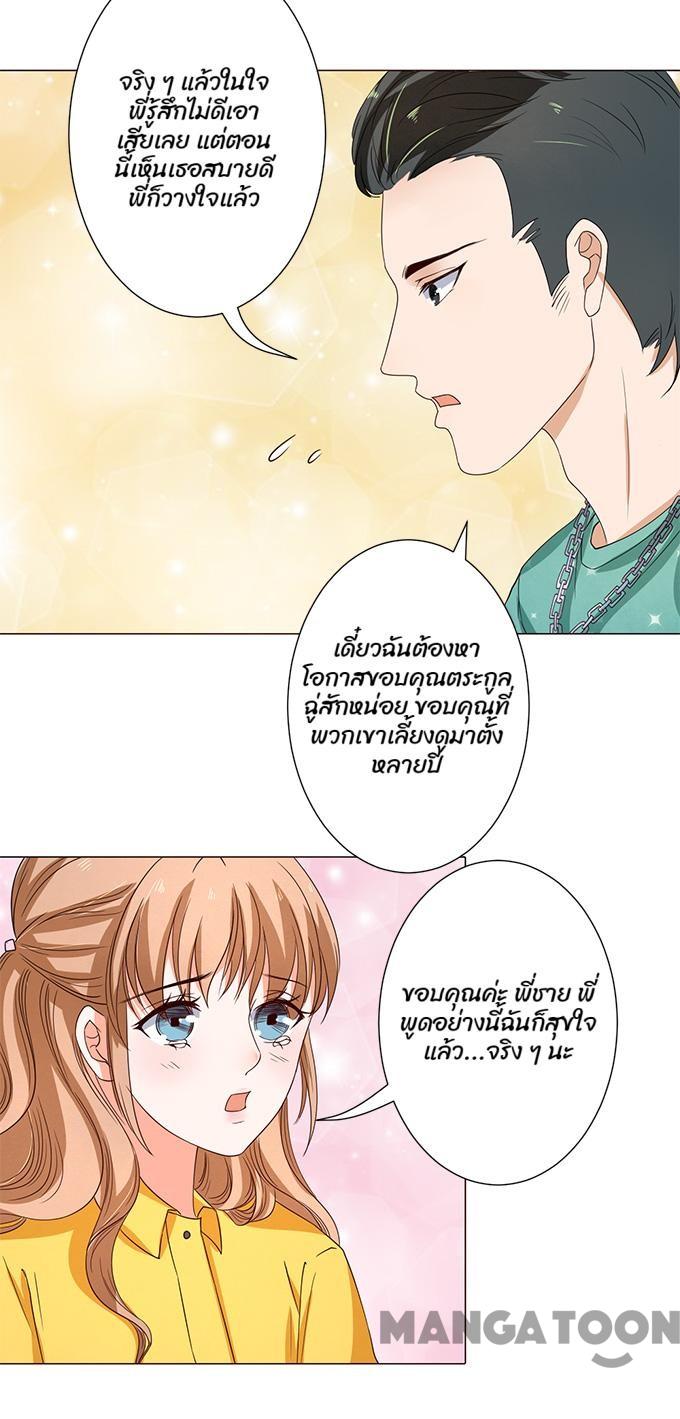 จริง ๆ แล้วในใจ
พี่รู้สึกไม่ดีเอา
เสียเลย แต่ตอน
นี้เห็นเธอสบายดี
พี่ก็วางใจแล้ว
เดี๋ยวฉันต้องหา
โอกาสขอบคุณตระกูล
ฉู่สักหน่อย ขอบคุณที่
พวกเขาเลี้ยงดูมาตั้ง
หลายปี
ขอบคุณค่ะ พี่ชาย พี่
พูดอย่างนี้ฉันก็สุขใจ
แล้ว...จริง ๆ นะ
MANGATOON